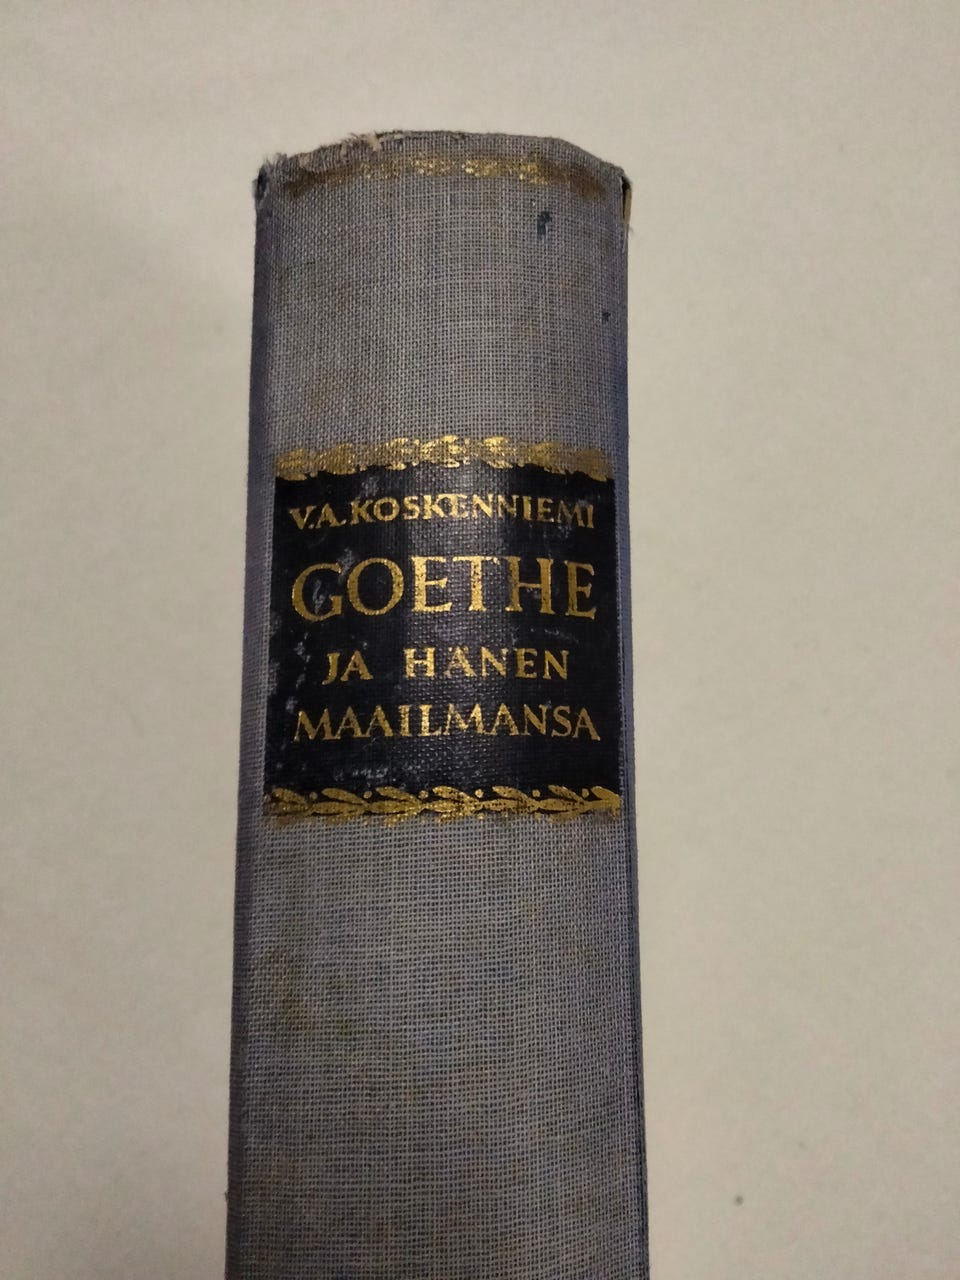 V.A.KOSKENNIEMI
GOETHE
JA HÄNEN
MAAILMANSA